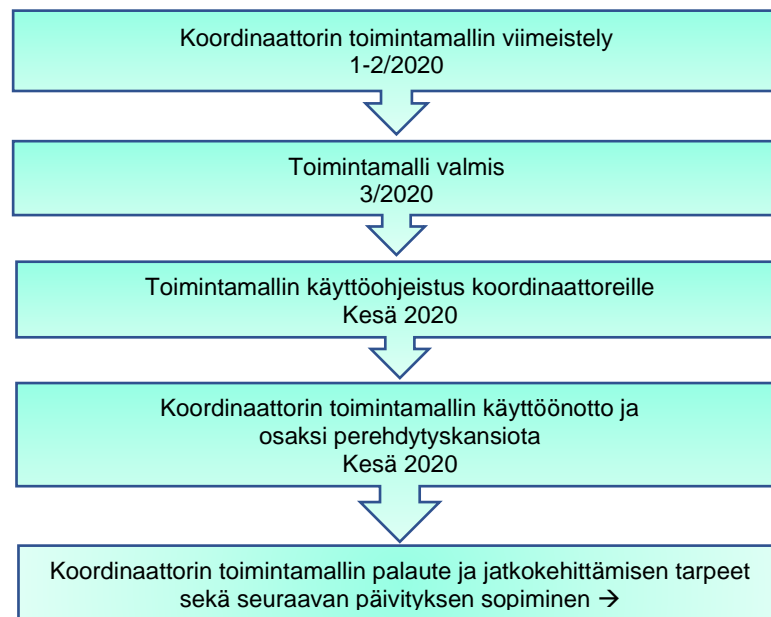 Koordinaattorin toimintamallin viimeistely
1-2/2020
Toimintamalli valmis
3/2020
Toimintamallin käyttöohjeistus koordinaattoreille
Kesä 2020
Koordinaattorin toimintamallin käyttöönotto ja
osaksi perehdytyskansiota
Kesä 2020
Koordinaattorin toimintamallin palaute ja jatkokehittämisen tarpeet
sekä seuraavan päivityksen sopiminen →